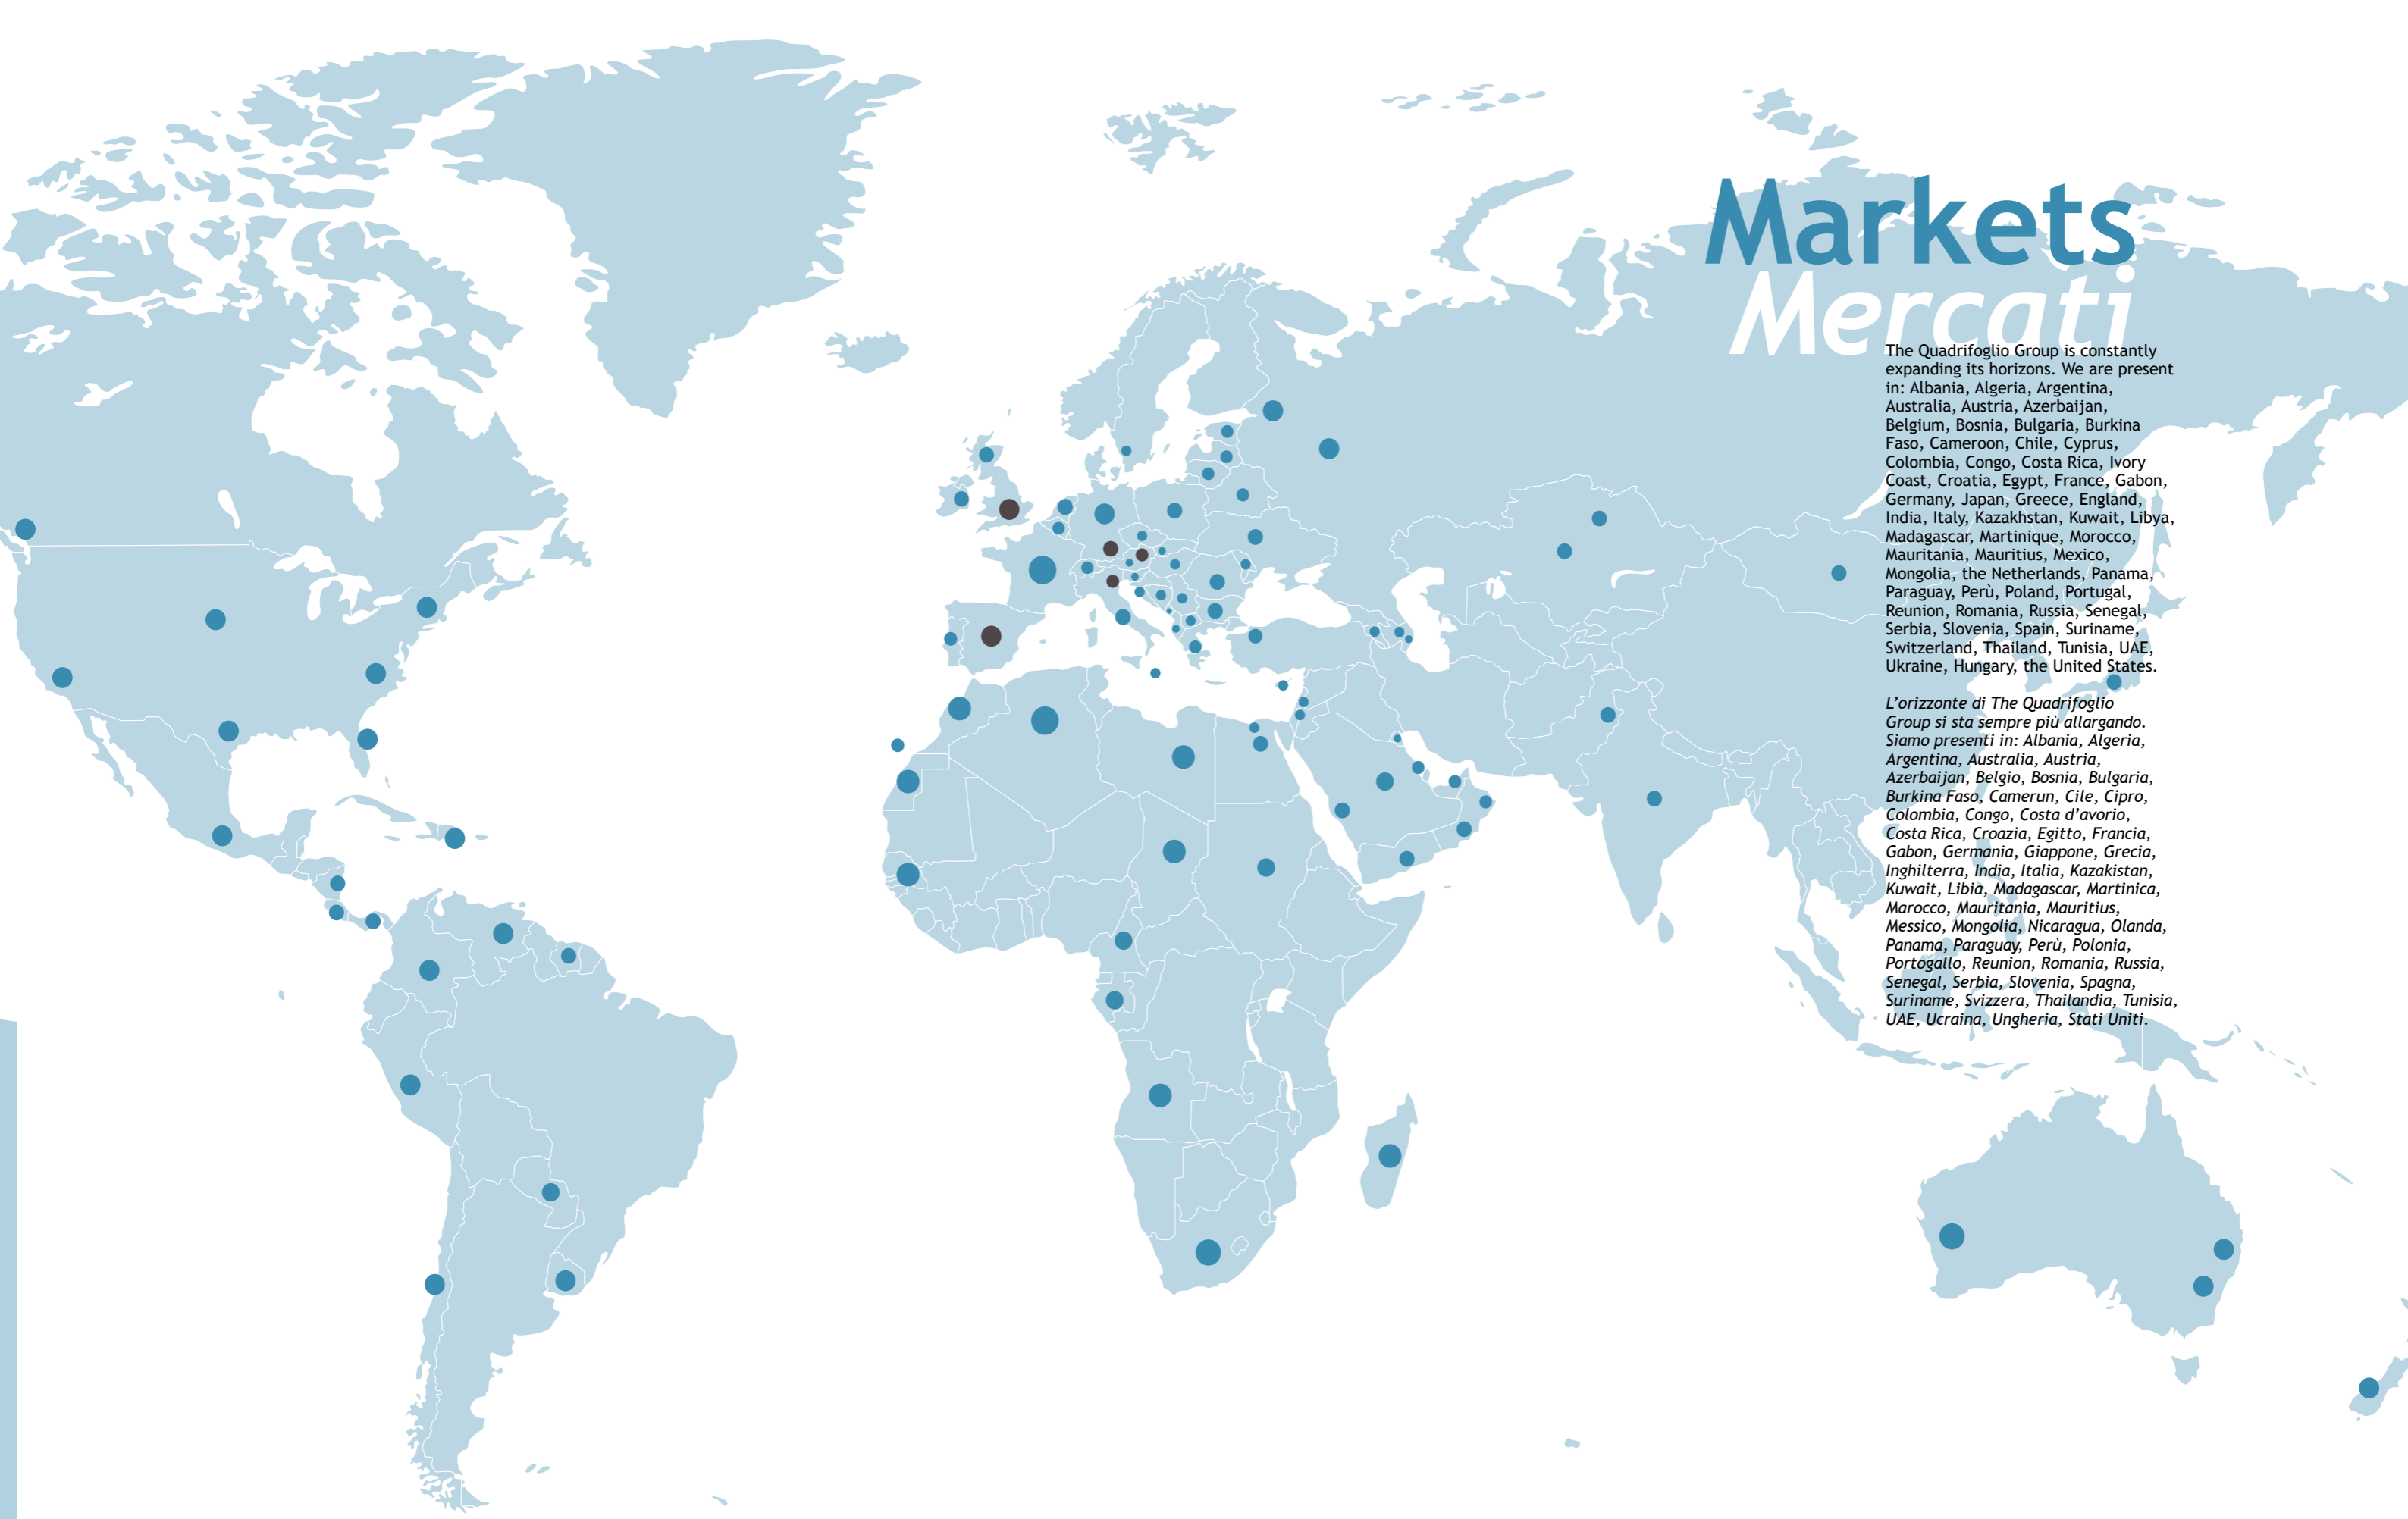 Markets
Mercati
The Quadrifoglio Group is constantly
expanding its horizons. We are present
in: Albania, Algeria, Argentina,
Australia, Austria, Azerbaijan,
Belgium, Bosnia, Bulgaria, Burkina
Faso, Cameroon, Chile, Cyprus,
Colombia, Congo, Costa Rica, Ivory
Coast, Croatia, Egypt, France, Gabon,
Germany, Japan, Greece, England,
India, Italy, Kazakhstan, Kuwait, Libya,
Madagascar, Martinique, Morocco,
Mauritania, Mauritius, Mexico,
Mongolia, the Netherlands, Panama,
Paraguay, Perù, Poland, Portugal,
Reunion, Romania, Russia, Senegal,
Serbia, Slovenia, Spain, Suriname,
Switzerland, Thailand, Tunisia, UAE,
Ukraine, Hungary, the United States.
L’orizzonte di The Quadrifoglio
Group si sta sempre più allargando.
Siamo presenti in: Albania, Algeria,
Argentina, Australia, Austria,
Azerbaijan, Belgio, Bosnia, Bulgaria,
Burkina Faso, Camerun, Cile, Cipro,
Colombia, Congo, Costa d’avorio,
Costa Rica, Croazia, Egitto, Francia,
Gabon, Germania, Giappone, Grecia,
Inghilterra, India, Italia, Kazakistan,
Kuwait, Libia, Madagascar, Martinica,
Marocco, Mauritania, Mauritius,
Messico, Mongolia, Nicaragua, Olanda,
Panama, Paraguay, Perù, Polonia,
Portogallo, Reunion, Romania, Russia,
Senegal, Serbia, Slovenia, Spagna,
Suriname, Svizzera, Thailandia, Tunisia,
UAE, Ucraina, Ungheria, Stati Uniti.